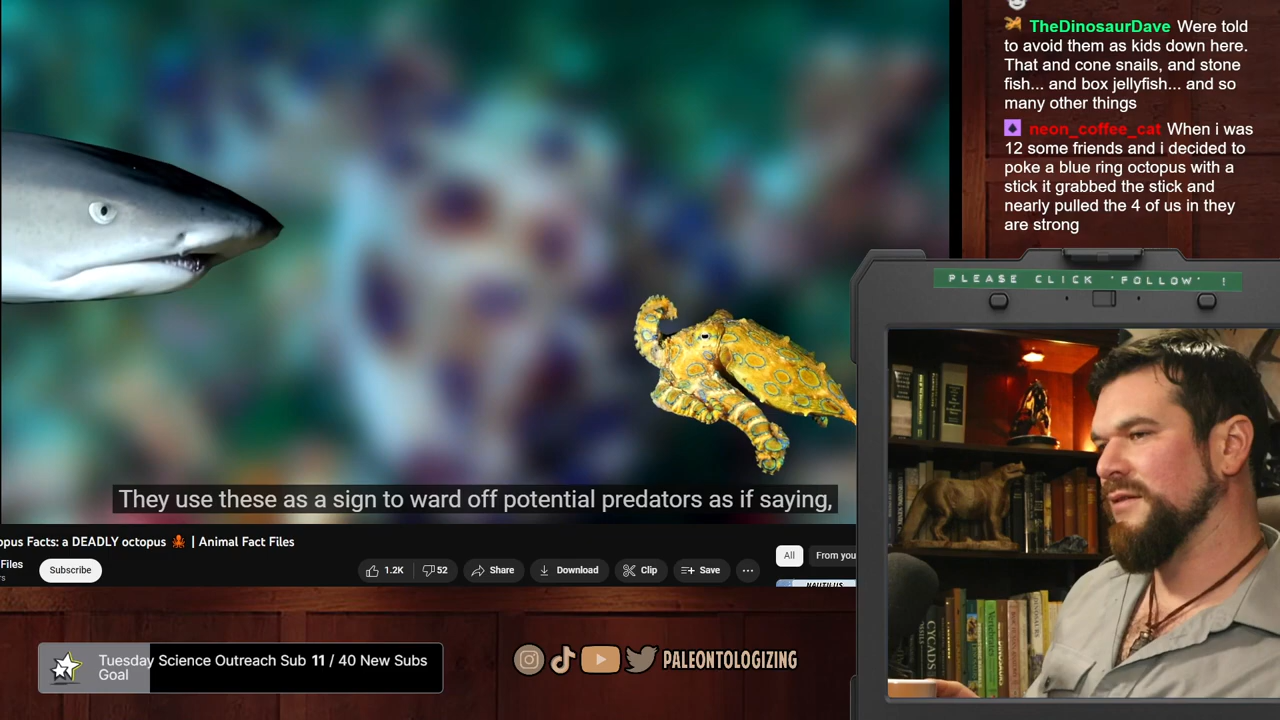 TheDinosaurDave Were told
to avoid them as kids down here.
That and cone snails, and stone
fish... and box jellyfish... and so
many other things
neon_coffee_cat When i was
12 some friends and i decided to
poke a blue ring octopus with a
stick it grabbed the stick and
nearly pulled the 4 of us in they
are strong
PLEASE CLICK 'FOLLOW' !
They use these as a sign to ward off potential predators as if saying,
opus Facts: a DEADLY octopus 🐙 | Animal Fact Files
Files
Subscribe
1.2K
52
Share
Download
Clip
Save
All
From you
NAUTILUS
Tuesday Science Outreach Sub 11 / 40 New Subs
Goal
PALEONTOLOGIZING
CYCADS